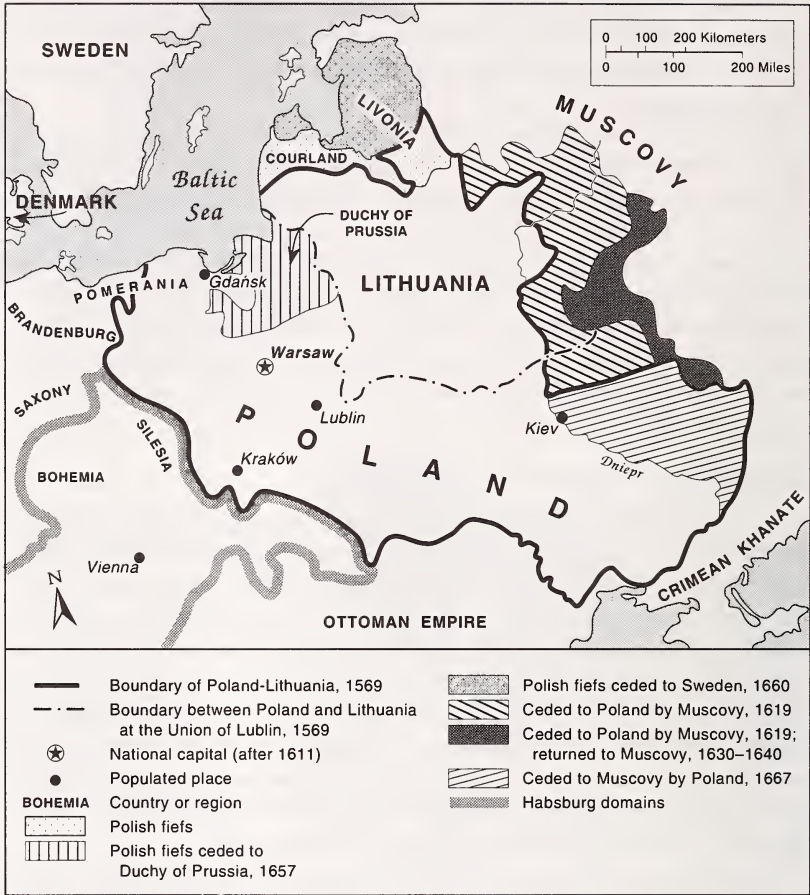 SWEDEN
0 100 200 Kilometers
0 100 200 Miles
MUSCOVY
LIVONIA
COURLAND
Baltic
Sea
DENMARK
DUCHY OF
PRUSSIA
LITHUANIA
POMERANIA
Gdańsk
BRANDENBURG
Warsaw
SAXONY
Lublin
SILESIA
POLAND
Kiev
Kraków
Dniepr
BOHEMIA
Vienna
N
CRIMEAN KHANATE
OTTOMAN EMPIRE
Boundary of Poland-Lithuania, 1569
Boundary between Poland and Lithuania
at the Union of Lublin, 1569
National capital (after 1611)
Populated place
BOHEMIA Country or region
Polish fiefs
Polish fiefs ceded to
Duchy of Prussia, 1657
Polish fiefs ceded to Sweden, 1660
Ceded to Poland by Muscovy, 1619
Ceded to Poland by Muscovy, 1619;
returned to Muscovy, 1630–1640
Ceded to Muscovy by Poland, 1667
Habsburg domains